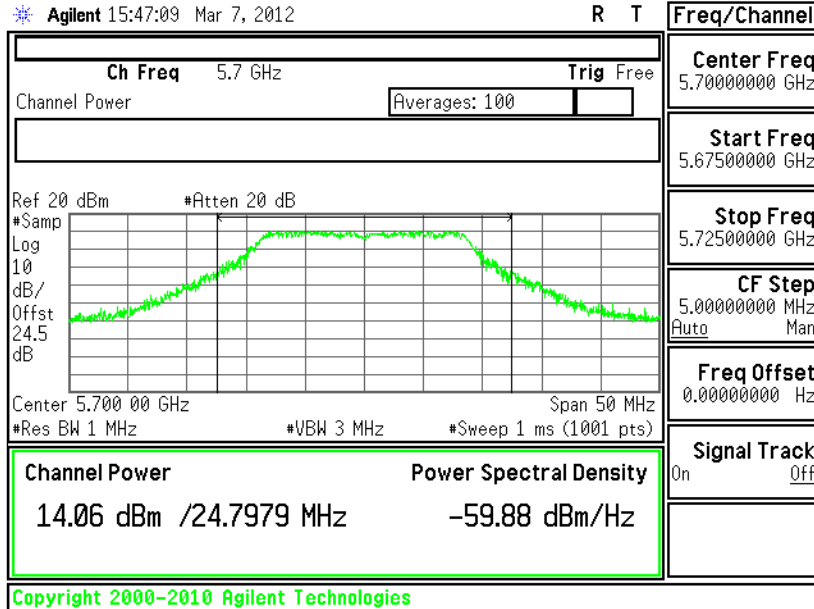 Agilent 15:47:09 Mar 7, 2012 R T
Ch Freq 5.7 GHz Trig Free
Channel Power Averages: 100
Ref 20 dBm #Atten 20 dB
#Samp
Log
10
dB/
Offst
24.5
dB
Center 5.700 00 GHz Span 50 MHz
#Res BW 1 MHz #VBW 3 MHz #Sweep 1 ms (1001 pts)
Channel Power Power Spectral Density
14.06 dBm /24.7979 MHz -59.88 dBm/Hz
Copyright 2000-2010 Agilent Technologies
Freq/Channel
Center Freq
5.70000000 GHz
Start Freq
5.67500000 GHz
Stop Freq
5.72500000 GHz
CF Step
5.00000000 MHz
Auto Man
Freq Offset
0.00000000 Hz
Signal Track
On Off